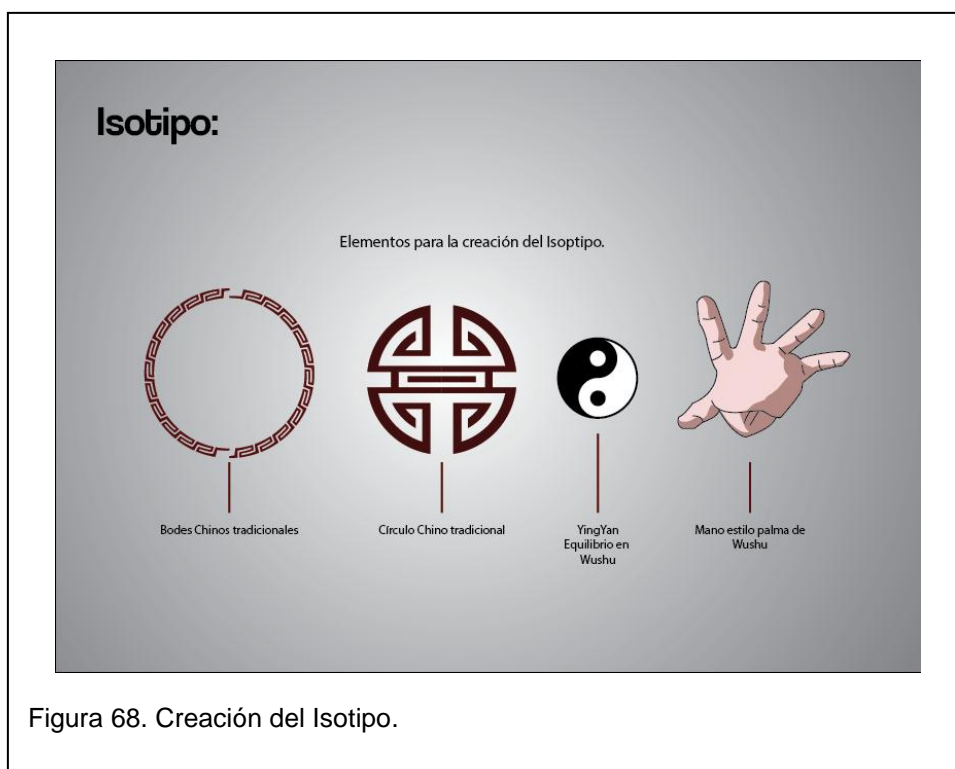 Isotipo:
Elementos para la creación del Isoptipo.
Bodes Chinos tradicionales
Círculo Chino tradicional
YingYan
Equilibrio en
Wushu
Mano estilo palma de
Wushu
Figura 68. Creación del Isotipo.